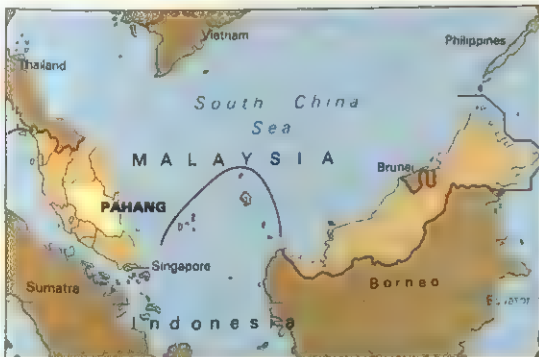 Vietnam
Philippines
Thailand
South China
Sea
MALAYSIA
Brunei
PAHANG
Singapore
Sumatra
Borneo
Indonesia